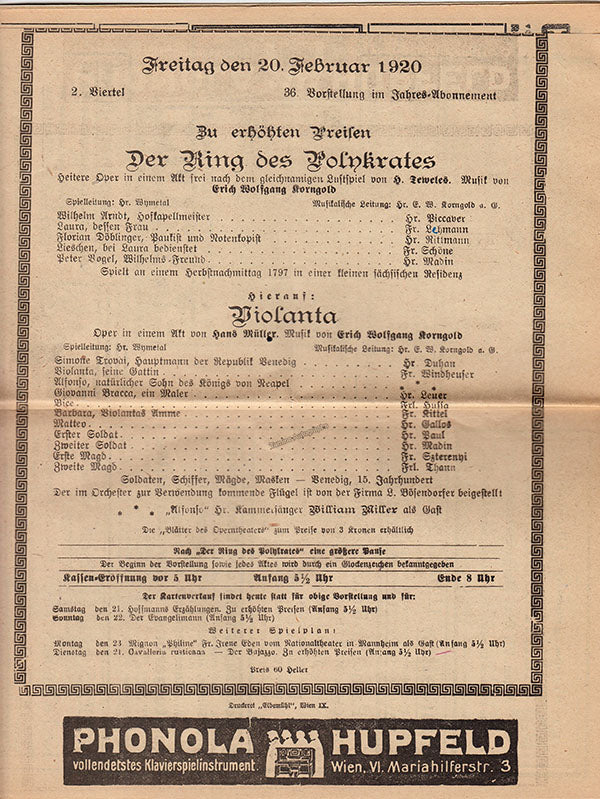 Freitag den 20. Februar 1920
2. Viertel 36. Vorstellung im Jahres-Abonnement
Zu erhöhten Preisen
Der Ring des Polykrates
Heitere Oper in einem Akt frei nach dem gleichnamigen Lustspiel von H. Teweles. Musik von
Erich Wolfgang Korngold
Spielleitung: Hr. Wymetal Musikalische Leitung: Hr. E. W. Korngold a. G.
Wilhelm Arndt, Hofkapellmeister Hr. Piccaver
Laura, dessen Frau Fr. Lehmann
Florian Döblinger, Paukist und Notenkopist Hr. Rittmann
Lieschen, bei Laura bedienstet Fr. Schöne
Peter Vogel, Wilhelms Freund Hr. Madin
Spielt an einem Herbstnachmittag 1797 in einer kleinen sächsischen Residenz
Hierauf:
Violanta
Oper in einem Akt von Hans Müller. Musik von Erich Wolfgang Korngold
Spielleitung: Hr. Wymetal Musikalische Leitung: Hr. E. W. Korngold a. G.
Simone Trovai, Hauptmann der Republik Venedig Hr. Duhan
Violanta, seine Gattin Fr. Windheuser
Alfonso, natürlicher Sohn des Königs von Neapel * *
Giovanni Bracca, ein Maler Hr. Leuer
Bice Frl. Hussa
Barbara, Violantas Amme Fr. Kittel
Matteo Hr. Gallos
Erster Soldat Hr. Paul
Zweiter Soldat Hr. Madin
Erste Magd Fr. Szterenyi
Zweite Magd Frl. Thann
Soldaten, Schiffer, Mägde, Masken — Venedig, 15. Jahrhundert
Der im Orchester zur Verwendung kommende Flügel ist von der Firma L. Bösendorfer beigestellt
* * * „Alfonso" Hr. Kammersänger William Miller als Gast
Die „Blätter des Operntheaters" zum Preise von 3 Kronen erhältlich
Nach „Der Ring des Polykrates" eine größere Pause
Der Beginn der Vorstellung sowie jedes Aktes wird durch ein Glockenzeichen bekanntgegeben
Kassen-Eröffnung vor 5 Uhr Anfang 5½ Uhr Ende 8 Uhr
Der Kartenverkauf findet heute statt für obige Vorstellung und für:
Samstag den 21. Hoffmanns Erzählungen. Zu erhöhten Preisen (Anfang 5½ Uhr)
Sonntag den 22. Der Evangelimann (Anfang 5½ Uhr)
Weiterer Spielplan:
Montag den 23. Mignon „Philine" Fr. Irene Eden vom Nationaltheater in Mannheim als Gast (Anfang 5½ Uhr)
Dienstag den 24. Cavalleria rusticana — Der Bajazzo. Zu erhöhten Preisen (Anfang 5½ Uhr)
Preis 60 Heller
Druckerei „Elbemühl", Wien IX.
PHONOLA HUPFELD
vollendetstes Klavierspielinstrument. Wien, VI. Mariahilferstr. 3